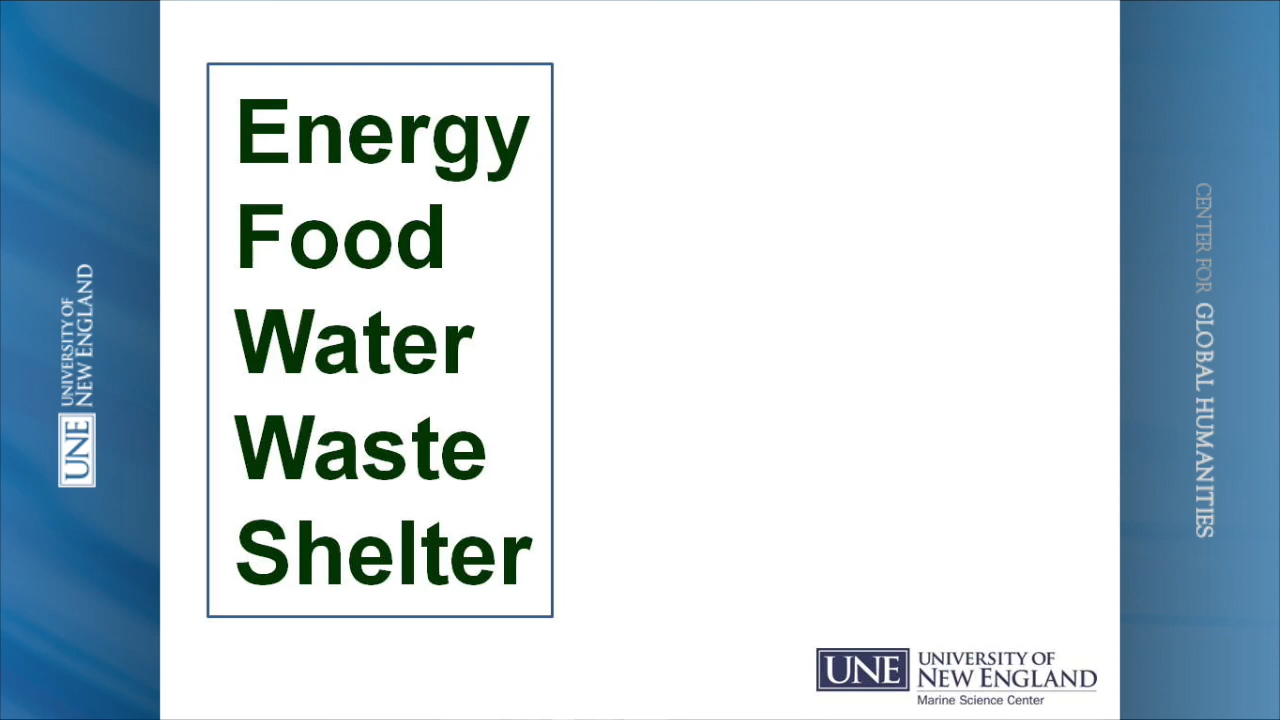 Energy
Food
Water
Waste
Shelter
UNE
UNIVERSITY OF
NEW ENGLAND
Marine Science Center
UNE
UNIVERSITY OF
NEW ENGLAND
CENTER FOR GLOBAL HUMANITIES